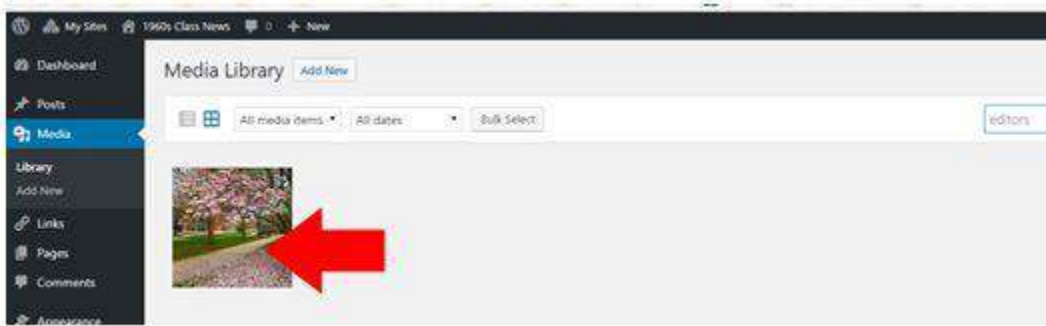 My Sites 1960s Class News 0 + New
Dashboard
Posts
Media
Library
Add New
Links
Pages
Comments
Appearance
Media Library Add New
All media items All dates Bulk Select
editors